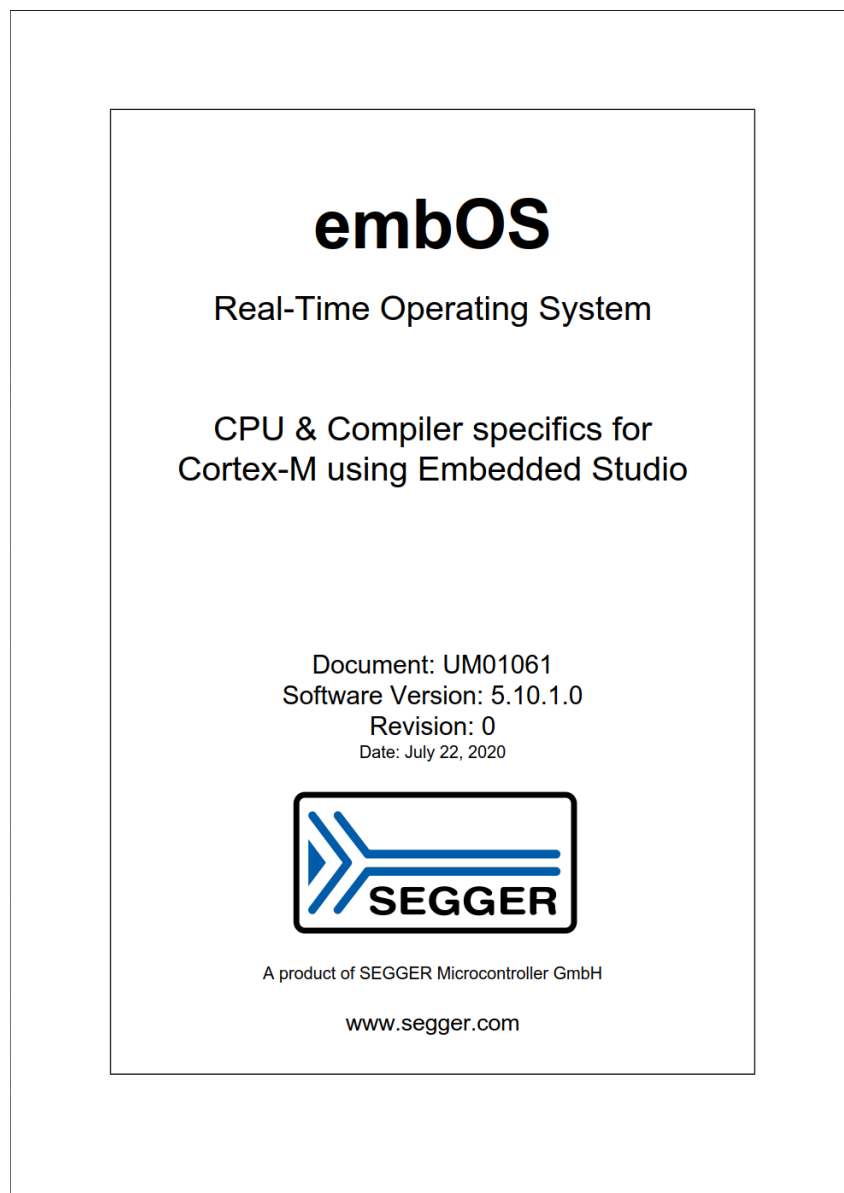 embOS
Real-Time Operating System
CPU & Compiler specifics for
Cortex-M using Embedded Studio
Document: UM01061
Software Version: 5.10.1.0
Revision: 0
Date: July 22, 2020
SEGGER
A product of SEGGER Microcontroller GmbH
www.segger.com